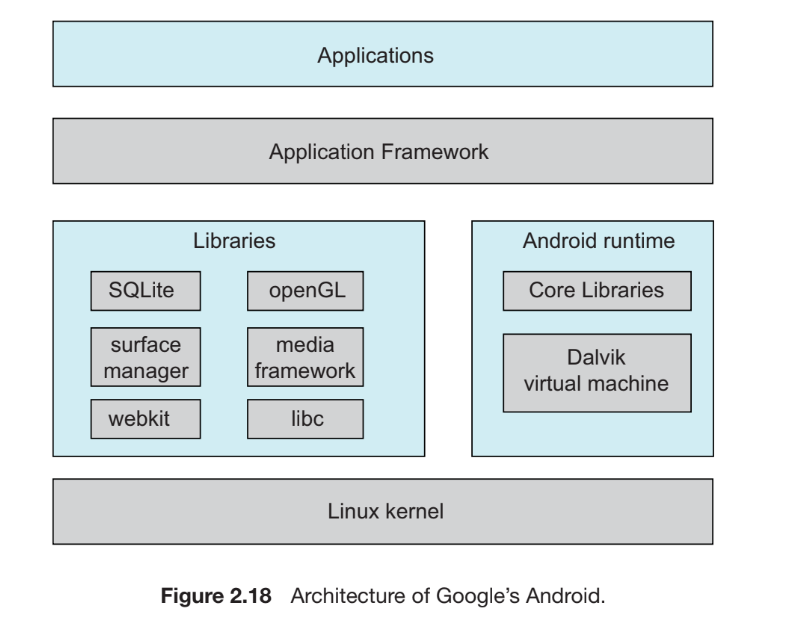 Applications
Application Framework
Libraries
SQLite
openGL
surface
manager
media
framework
webkit
libc
Android runtime
Core Libraries
Dalvik
virtual machine
Linux kernel
Figure 2.18 Architecture of Google’s Android.